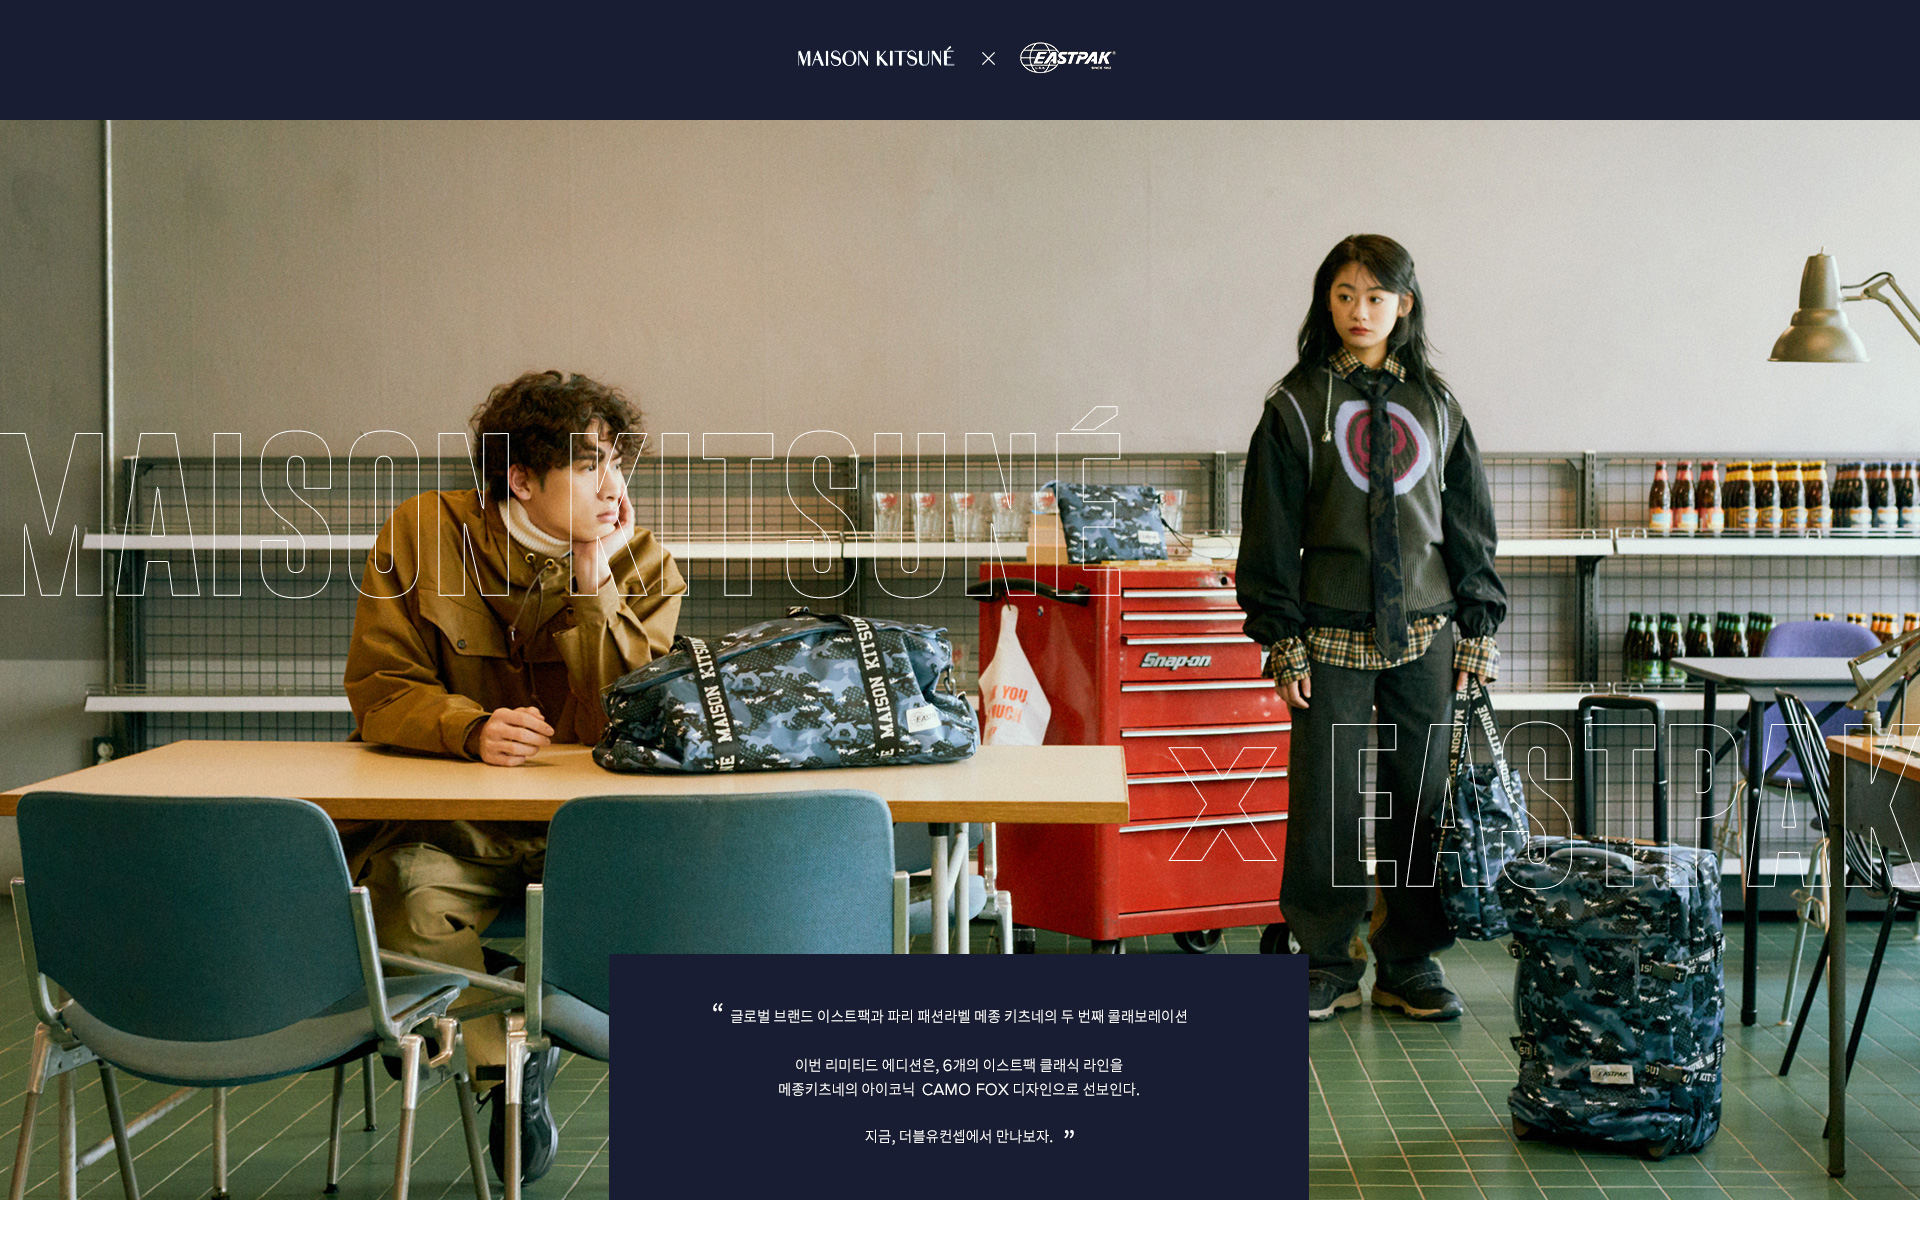 MAISON KITSUNÉ × EASTPAK
MAISON KITSUNÉ
Snap-on
YOU
X EASTPAK
MAISON KITSUNÉ
MAISON KITSUNÉ
EASTPAK
“ 글로벌 브랜드 이스트팩과 파리 패션라벨 메종 키츠네의 두 번째 콜래보레이션
이번 리미티드 에디션은, 6개의 이스트팩 클래식 라인을
메종키츠네의 아이코닉 CAMO FOX 디자인으로 선보인다.
지금, 더블유컨셉에서 만나보자. ”